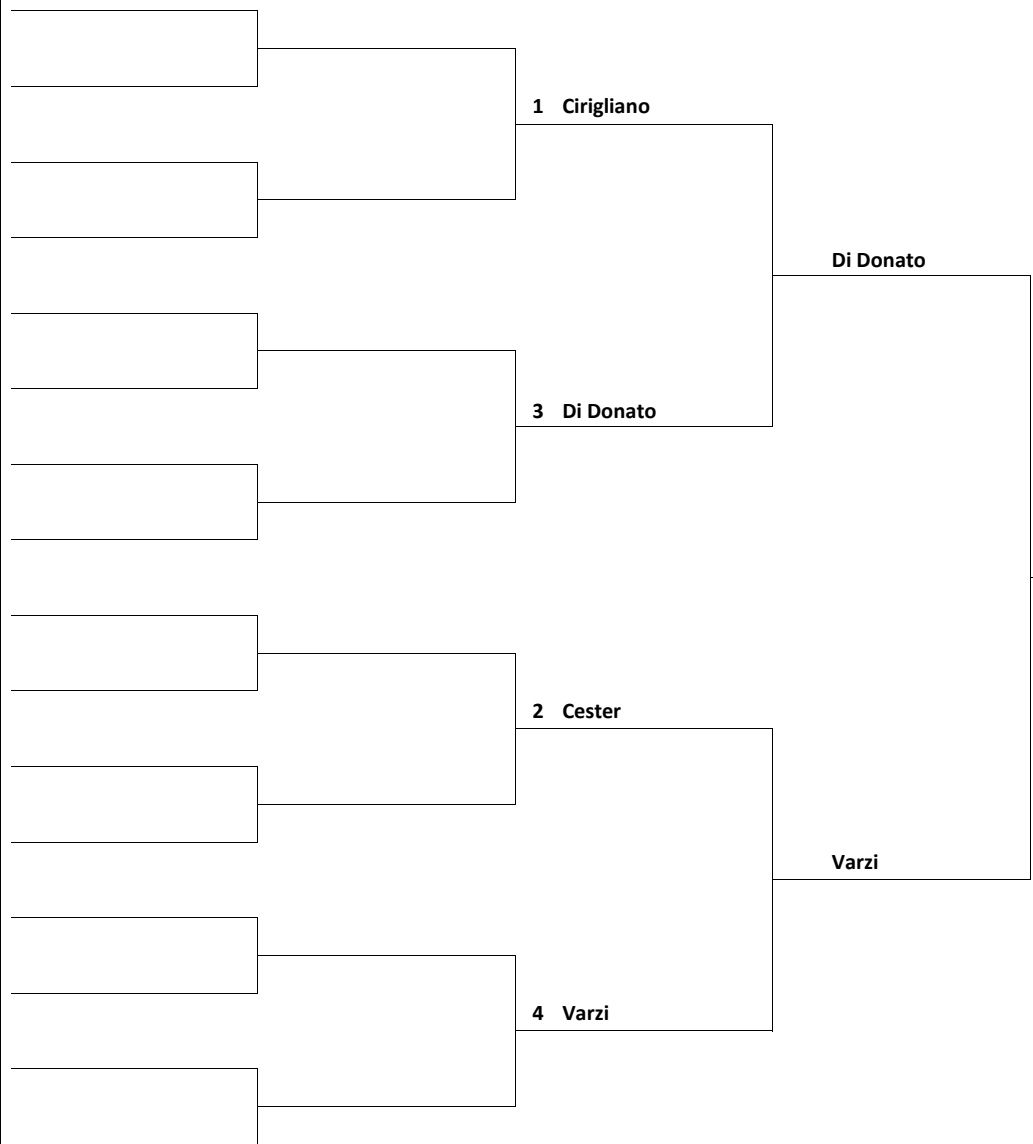 1 Cirigliano
Di Donato
3 Di Donato
2 Cester
Varzi
4 Varzi